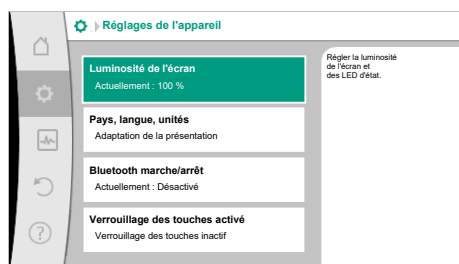 Réglages de l'appareil
Luminosité de l'écran
Actuellement : 100 %
Pays, langue, unités
Adaptation de la présentation
Bluetooth marche/arrêt
Actuellement : Désactivé
Verrouillage des touches activé
Verrouillage des touches inactif
Régler la luminosité
de l'écran et
des LED d'état.